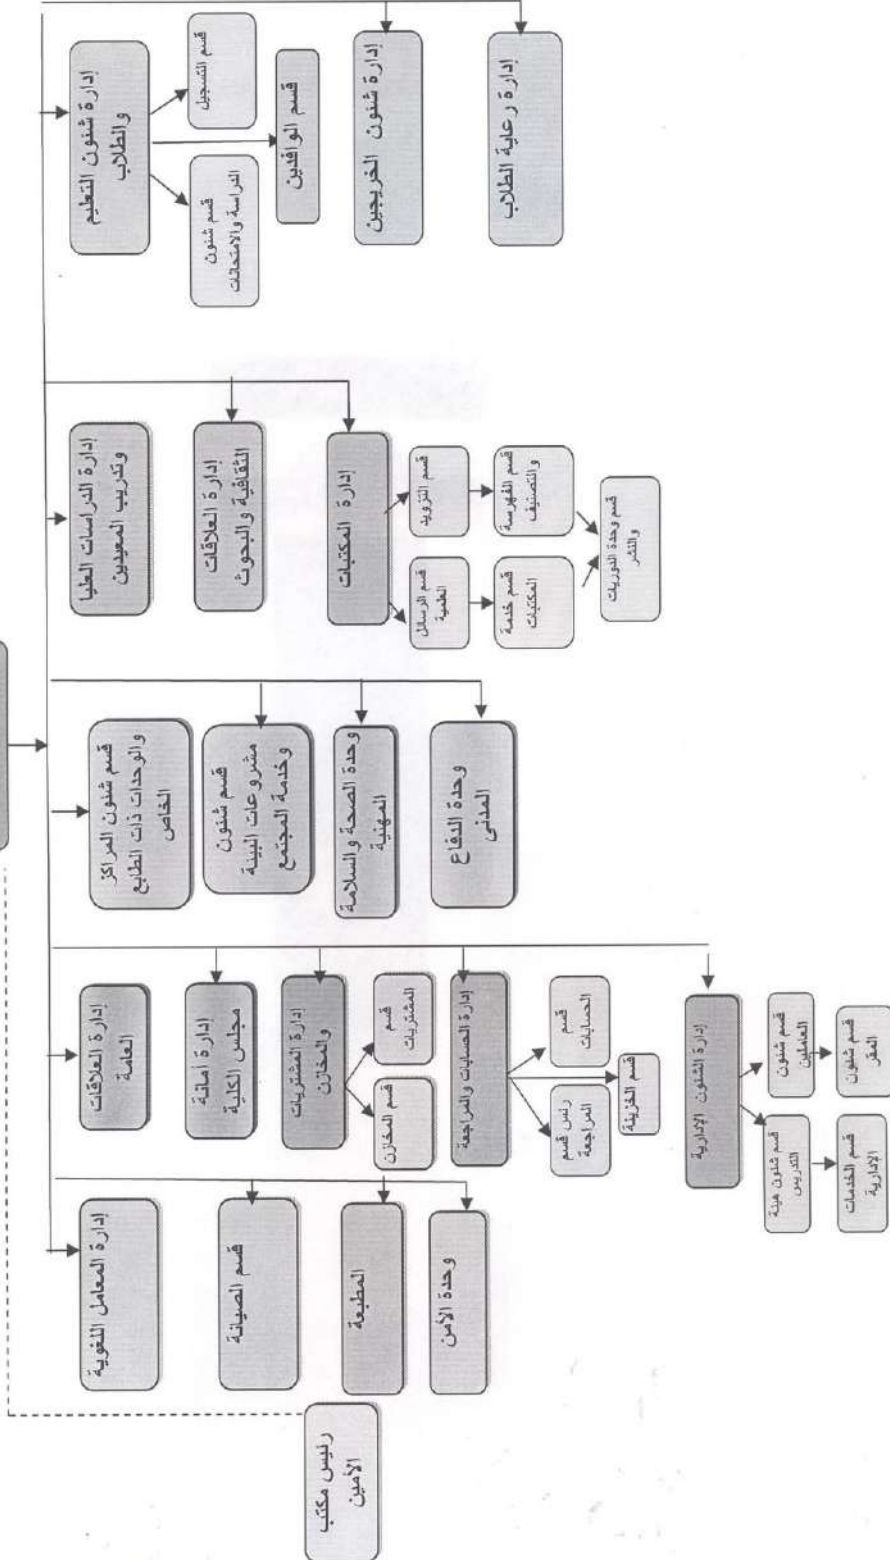 إدارة شئون التعليم
والطلاب
قسم التسجيل
قسم شئون
الدراسة والامتحانات
قسم الوافدين
إدارة شئون الخريجين
إدارة رعاية الطلاب
إدارة الدراسات العليا
وتدريب المعيدين
إدارة العلاقات
الثقافية والبحوث
إدارة المكتبات
قسم التزويد
قسم الرسائل
العلمية
قسم الفهرسة
والتصنيف
قسم خدمة
المكتبات
قسم وحدة الدوريات
والنشر
قسم شئون المراكز
والوحدات ذات الطابع
الخاص
قسم شئون
مشروعات البيئة
وخدمة المجتمع
وحدة الصحة والسلامة
المهنية
وحدة الدفاع
المدنى
إدارة العلاقات
العامة
إدارة أمانة
مجلس الكلية
إدارة المشتريات
والمخازن
قسم
المشتريات
قسم المخازن
إدارة الحسابات والمراجعة
قسم
الحسابات
رئس قسم
المراجعة
قسم الخزينة
إدارة الشئون الإدارية
قسم شئون
العاملين
قسم شئون هيئة
التدريس
قسم شئون
المقر
قسم الخدمات
الإدارية
إدارة المعامل اللغوية
قسم الصيانة
المطبعة
وحدة الأمن
رئيس مكتب
الأمين